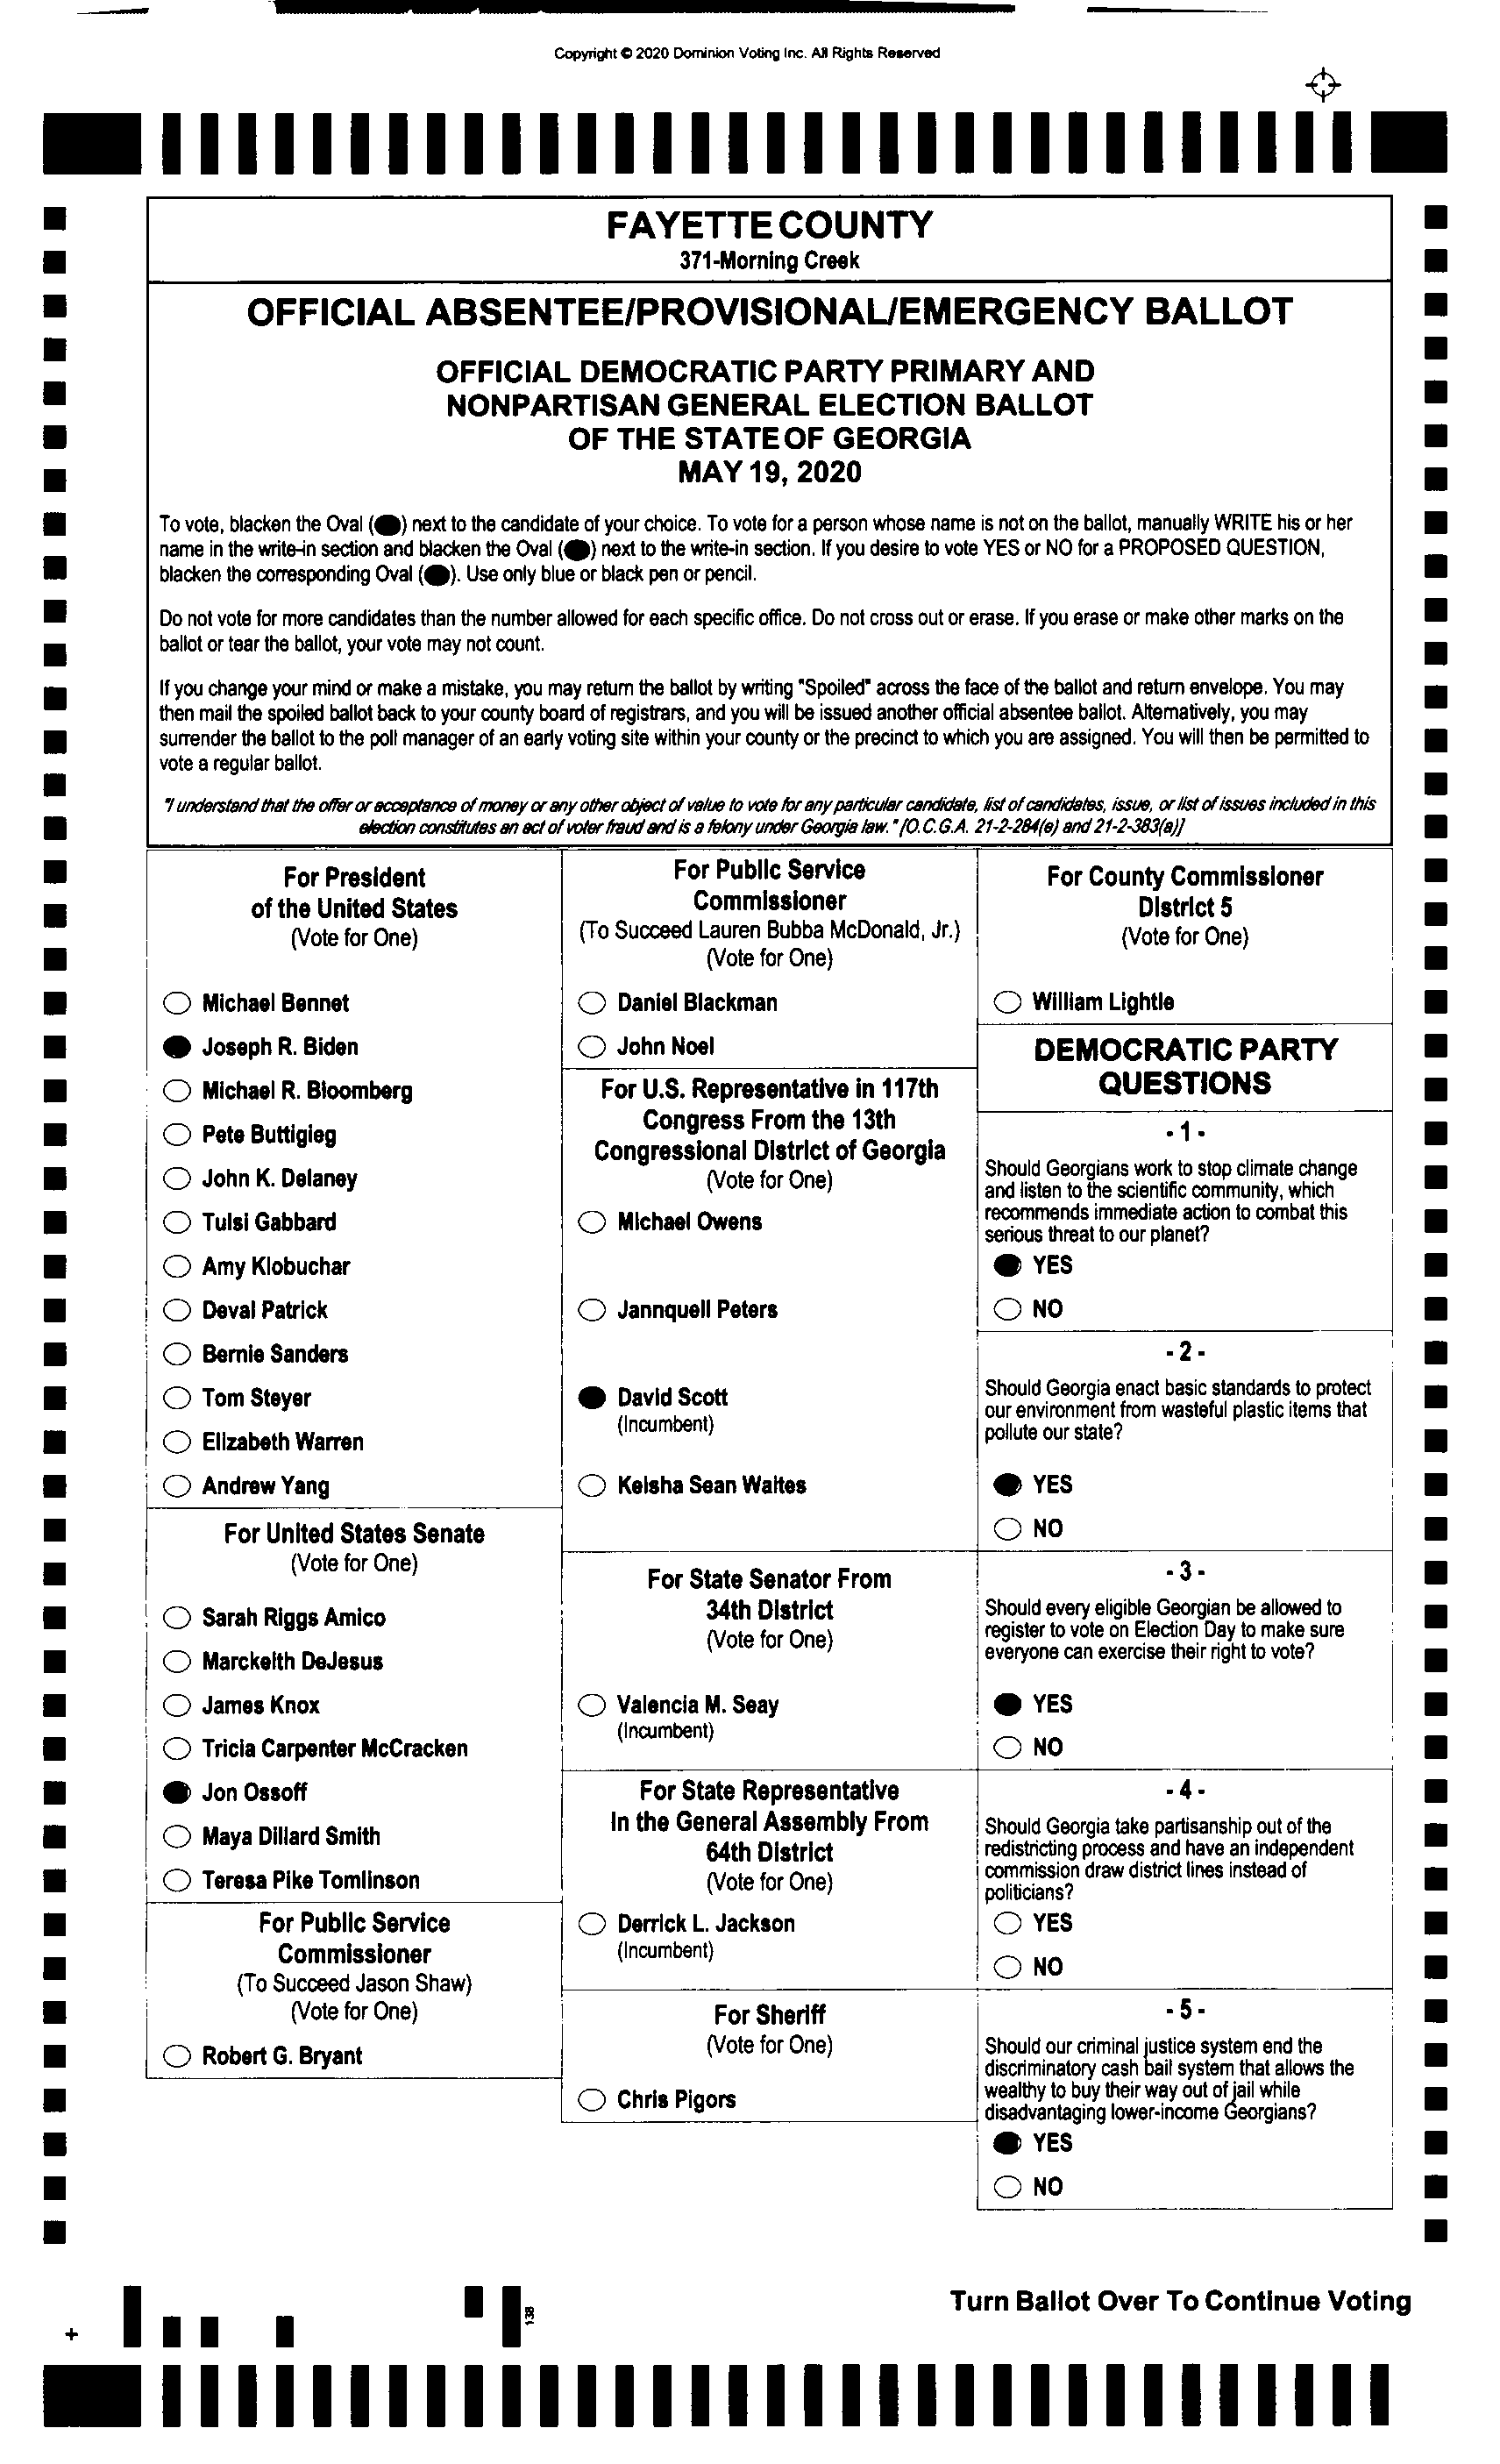 Copyright © 2020 Dominion Voting Inc. All Rights Reserved
FAYETTE COUNTY
371-Morning Creek
OFFICIAL ABSENTEE/PROVISIONAL/EMERGENCY BALLOT
OFFICIAL DEMOCRATIC PARTY PRIMARY AND
NONPARTISAN GENERAL ELECTION BALLOT
OF THE STATE OF GEORGIA
MAY 19, 2020
To vote, blacken the Oval ( ) next to the candidate of your choice. To vote for a person whose name is not on the ballot, manually WRITE his or her
name in the write-in section and blacken the Oval ( ) next to the write-in section. If you desire to vote YES or NO for a PROPOSED QUESTION,
blacken the corresponding Oval ( ). Use only blue or black pen or pencil.
Do not vote for more candidates than the number allowed for each specific office. Do not cross out or erase. If you erase or make other marks on the
ballot or tear the ballot, your vote may not count.
If you change your mind or make a mistake, you may return the ballot by writing "Spoiled" across the face of the ballot and return envelope. You may
then mail the spoiled ballot back to your county board of registrars, and you will be issued another official absentee ballot. Alternatively, you may
surrender the ballot to the poll manager of an early voting site within your county or the precinct to which you are assigned. You will then be permitted to
vote a regular ballot.
"I understand that the offer or acceptance of money or any other object of value to vote for any particular candidate, list of candidates, issue, or list of issues included in this
election constitutes an act of voter fraud and is a felony under Georgia law." [O.C.G.A. 21-2-284(e) and 21-2-383(a)]
For President
of the United States
(Vote for One)
Michael Bennet
Joseph R. Biden
Michael R. Bloomberg
Pete Buttigieg
John K. Delaney
Tulsi Gabbard
Amy Klobuchar
Deval Patrick
Bernie Sanders
Tom Steyer
Elizabeth Warren
Andrew Yang
For United States Senate
(Vote for One)
Sarah Riggs Amico
Marckeith DeJesus
James Knox
Tricia Carpenter McCracken
Jon Ossoff
Maya Dillard Smith
Teresa Pike Tomlinson
For Public Service
Commissioner
(To Succeed Jason Shaw)
(Vote for One)
Robert G. Bryant
For Public Service
Commissioner
(To Succeed Lauren Bubba McDonald, Jr.)
(Vote for One)
Daniel Blackman
John Noel
For U.S. Representative in 117th
Congress From the 13th
Congressional District of Georgia
(Vote for One)
Michael Owens
Jannquell Peters
David Scott
(Incumbent)
Keisha Sean Waites
For State Senator From
34th District
(Vote for One)
Valencia M. Seay
(Incumbent)
For State Representative
In the General Assembly From
64th District
(Vote for One)
Derrick L. Jackson
(Incumbent)
For Sheriff
(Vote for One)
Chris Pigors
For County Commissioner
District 5
(Vote for One)
William Lightle
DEMOCRATIC PARTY
QUESTIONS
- 1 -
Should Georgians work to stop climate change
and listen to the scientific community, which
recommends immediate action to combat this
serious threat to our planet?
YES
NO
- 2 -
Should Georgia enact basic standards to protect
our environment from wasteful plastic items that
pollute our state?
YES
NO
- 3 -
Should every eligible Georgian be allowed to
register to vote on Election Day to make sure
everyone can exercise their right to vote?
YES
NO
- 4 -
Should Georgia take partisanship out of the
redistricting process and have an independent
commission draw district lines instead of
politicians?
YES
NO
- 5 -
Should our criminal justice system end the
discriminatory cash bail system that allows the
wealthy to buy their way out of jail while
disadvantaging lower-income Georgians?
YES
NO
Turn Ballot Over To Continue Voting
138